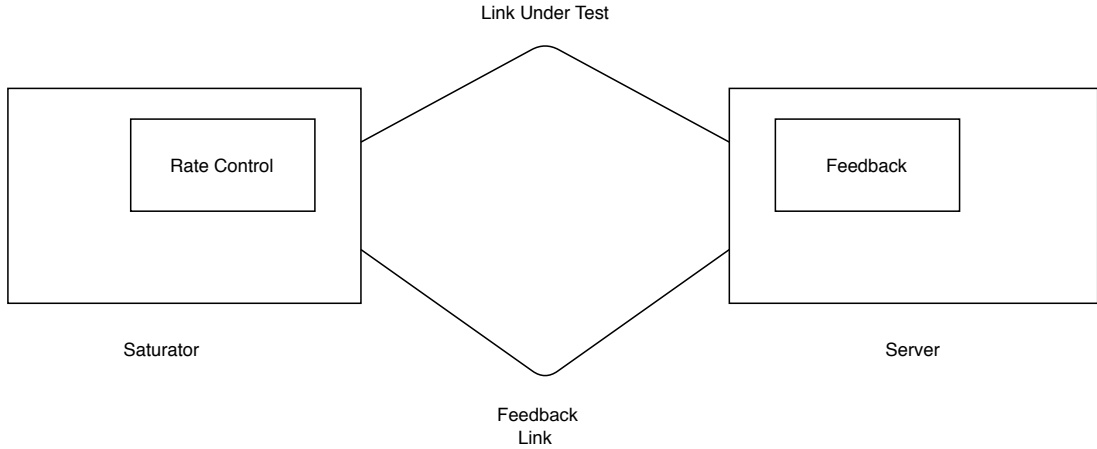 Link Under Test
Rate Control
Feedback
Saturator
Server
Feedback
Link